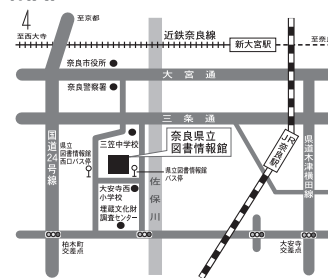 4
至京都
近鉄奈良線
至西大寺
新大宮駅
奈良市役所
大宮通
奈良警察署
三条通
三笠中学校
奈良県立
図書情報館
JR奈良駅
国道24号線
県立
図書情報館
西口バス停
県立図書情報館
バス停
佐保川
県道木津横田線
大安寺西
小学校
埋蔵文化財
調査センター
柏木町
交差点
大安寺
交差点